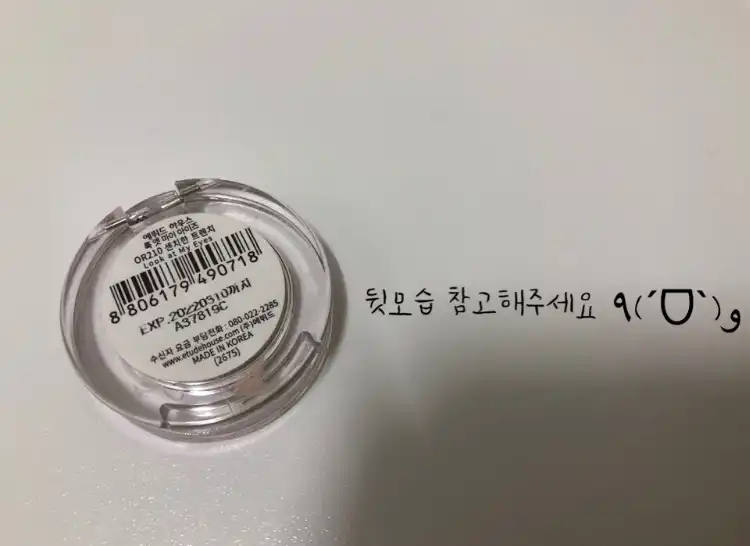 에뛰드 하우스
룩 앳 마이 아이즈
OR210 센치한 트렌치
Look at My Eyes
8 806179 490718
EXP 20220310까지
A37819C
수신자 요금 부담전화 : 080-022-2285
www.etudehouse.com (주)에뛰드
MADE IN KOREA
(2675)
뒷모습 참고해주세요 ٩(´ᗜ`)و